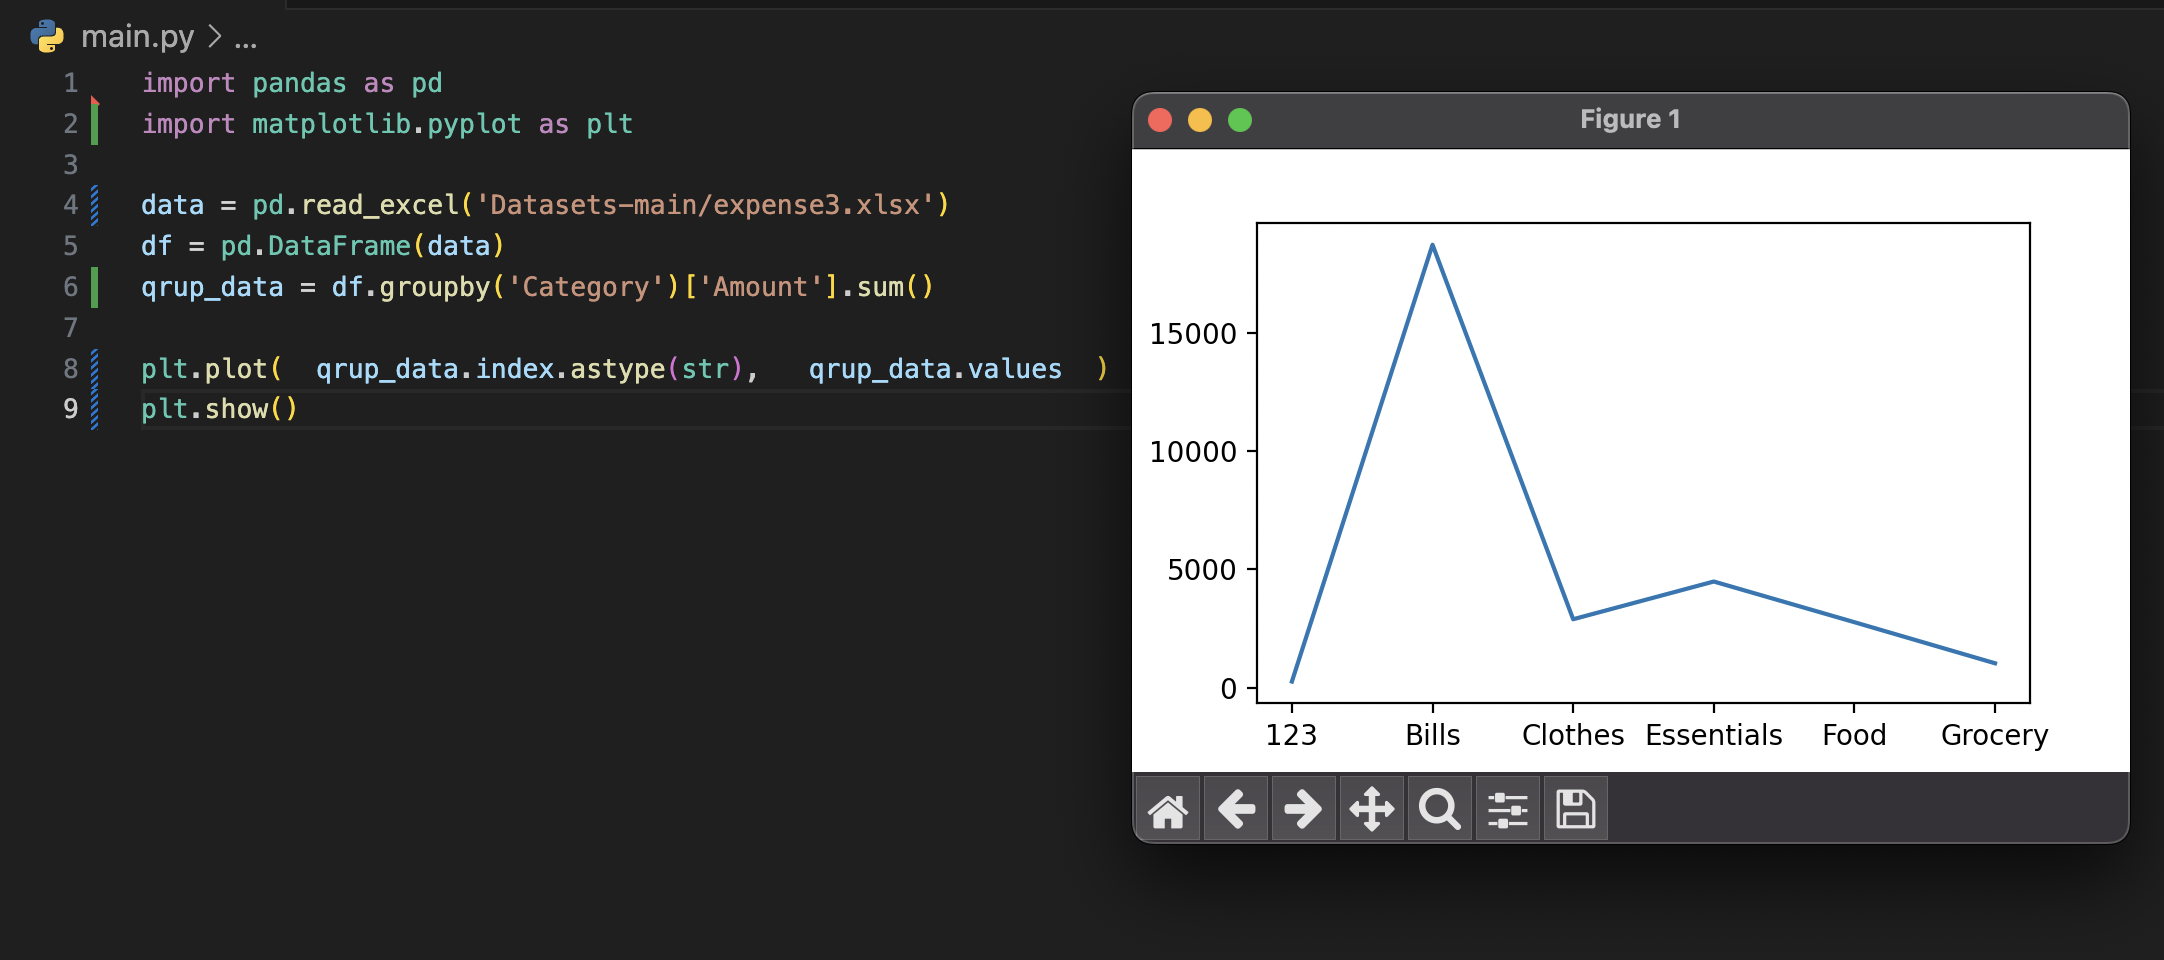 main.py > ...
1 import pandas as pd
2 import matplotlib.pyplot as plt
3
4 data = pd.read_excel('Datasets-main/expense3.xlsx')
5 df = pd.DataFrame(data)
6 qrup_data = df.groupby('Category')['Amount'].sum()
7
8 plt.plot(  qrup_data.index.astype(str),   qrup_data.values  )
9 plt.show()
Figure 1
15000
10000
5000
0
123 Bills Clothes Essentials Food Grocery